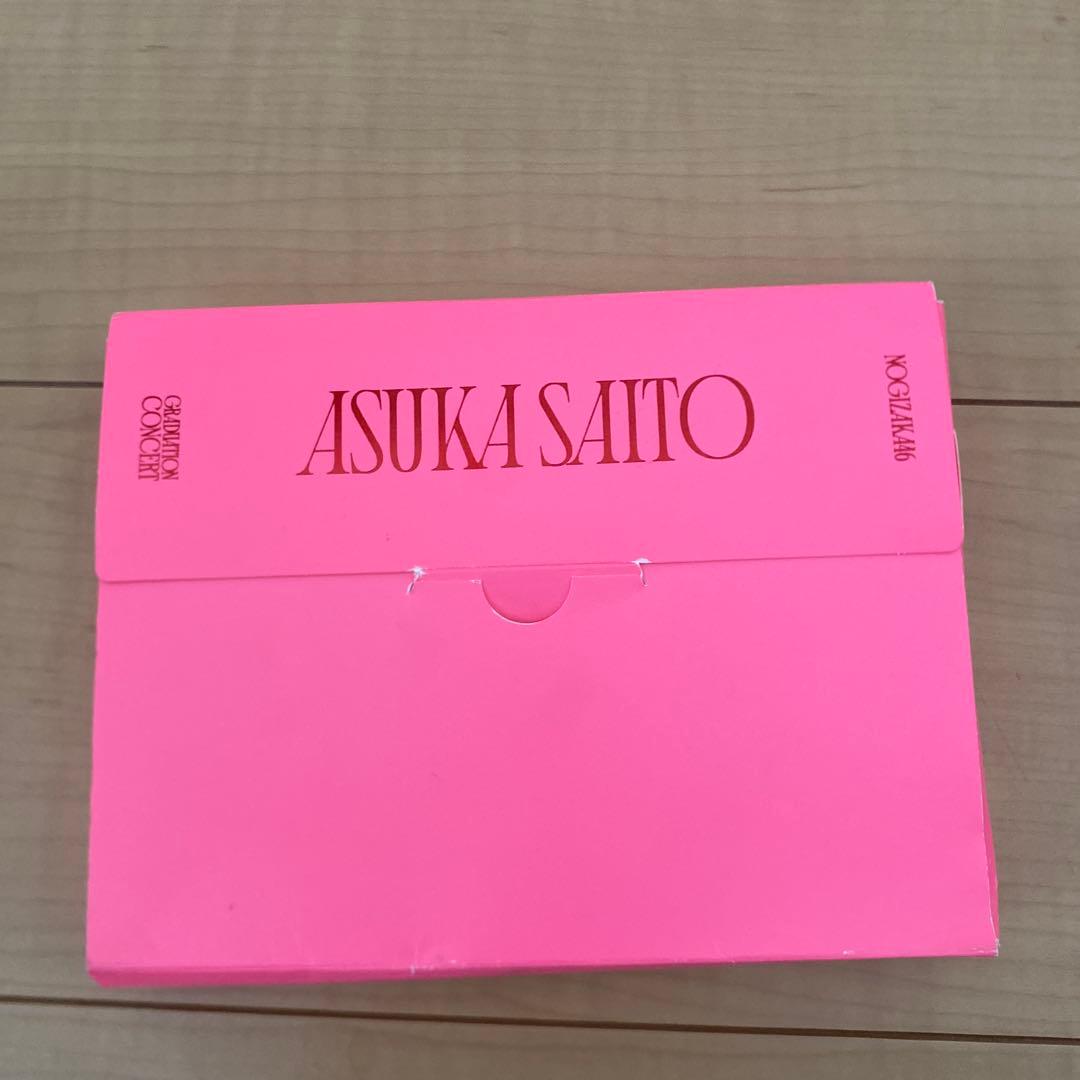 GRADUATION
CONCERT
ASUKA SAITO
NOGIZAKA46